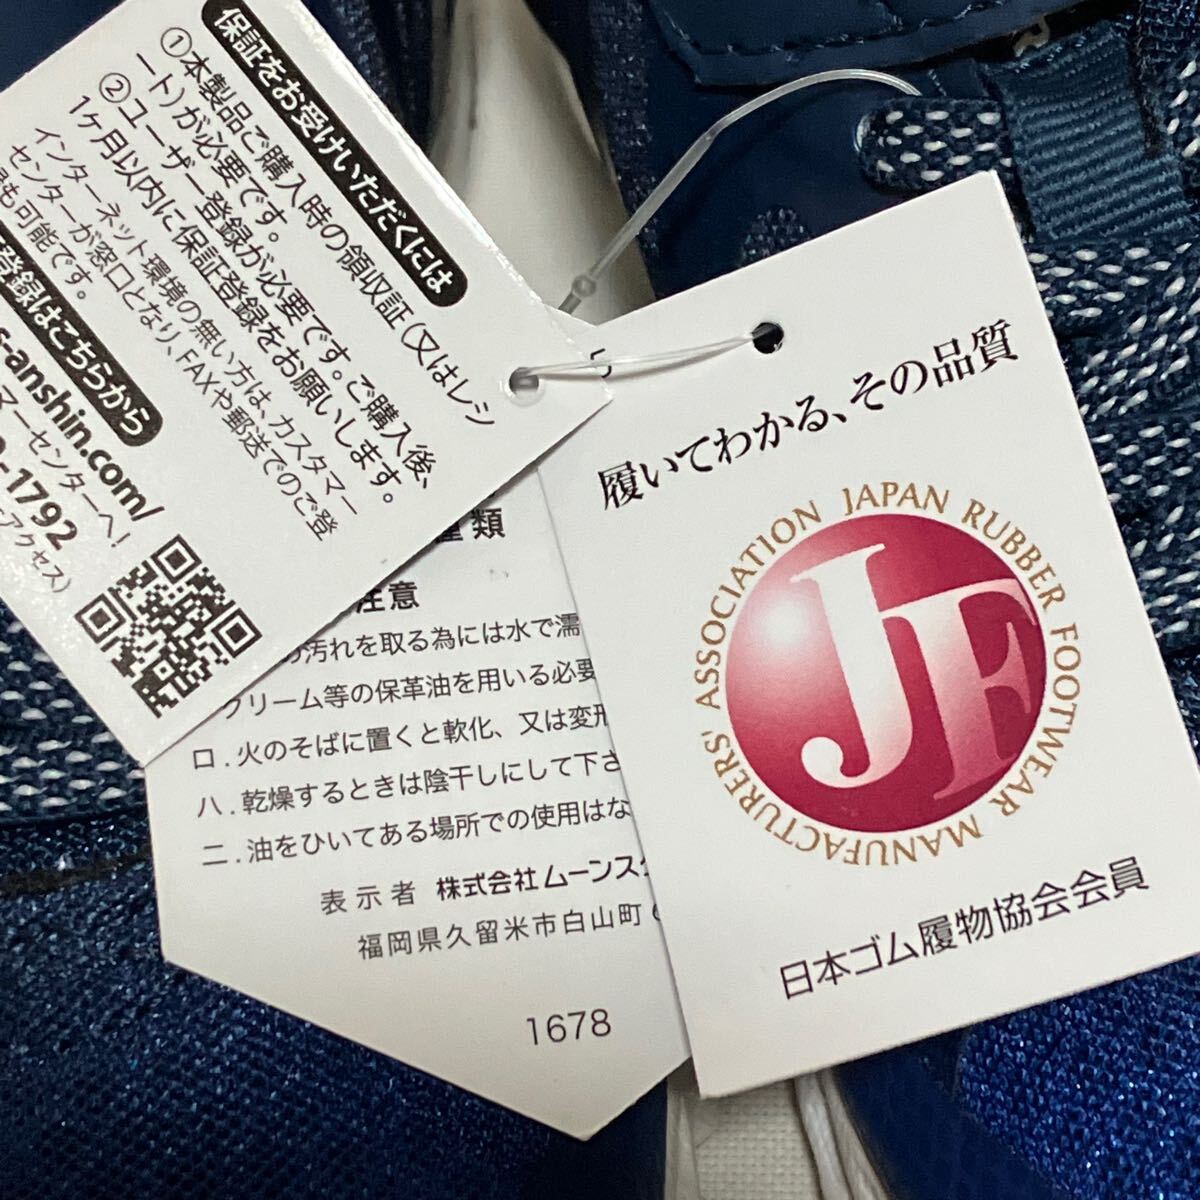 保証をお受けいただくには
①本製品ご購入時の領収証(又はレシ
ート)が必要です。
②ユーザー登録が必要です。ご購入後、
1ヶ月以内に保証登録をお願いします。
インターネット環境の無い方は、カスタマー
センターが窓口となり、FAXや郵送でのご登
も可能です。
登録はこちらから
s-anshin.com/
マーセンターへ!
-1792
アクセス)
類
注意
汚れを取る為には水で濡
クリーム等の保革油を用いる必要
ロ.火のそばに置くと軟化、又は変形
ハ.乾燥するときは陰干しにして下さ
ニ.油をひいてある場所での使用はな
表示者 株式会社ムーンスタ
福岡県久留米市白山町
1678
履いてわかる、その品質
JAPAN RUBBER FOOTWEAR MANUFACTURERS' ASSOCIATION
JF
日本ゴム履物協会会員